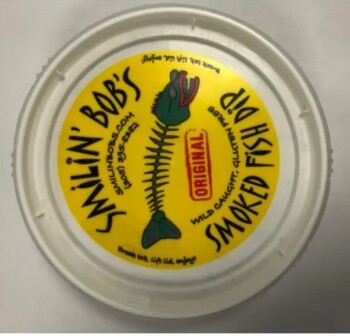 SMILIN' BOB'S
SMILINBOBS.COM
ORIGINAL
WILD CAUGHT, GLUTEN FREE
SMOKED FISH DIP